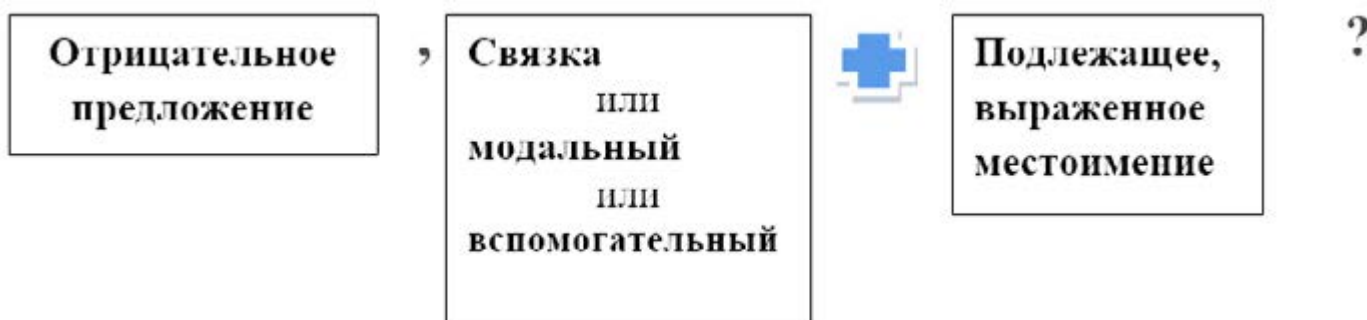 Отрицательное
предложение
,
Связка
или
модальный
или
вспомогательный
Подлежащее,
выраженное
местоимение
?